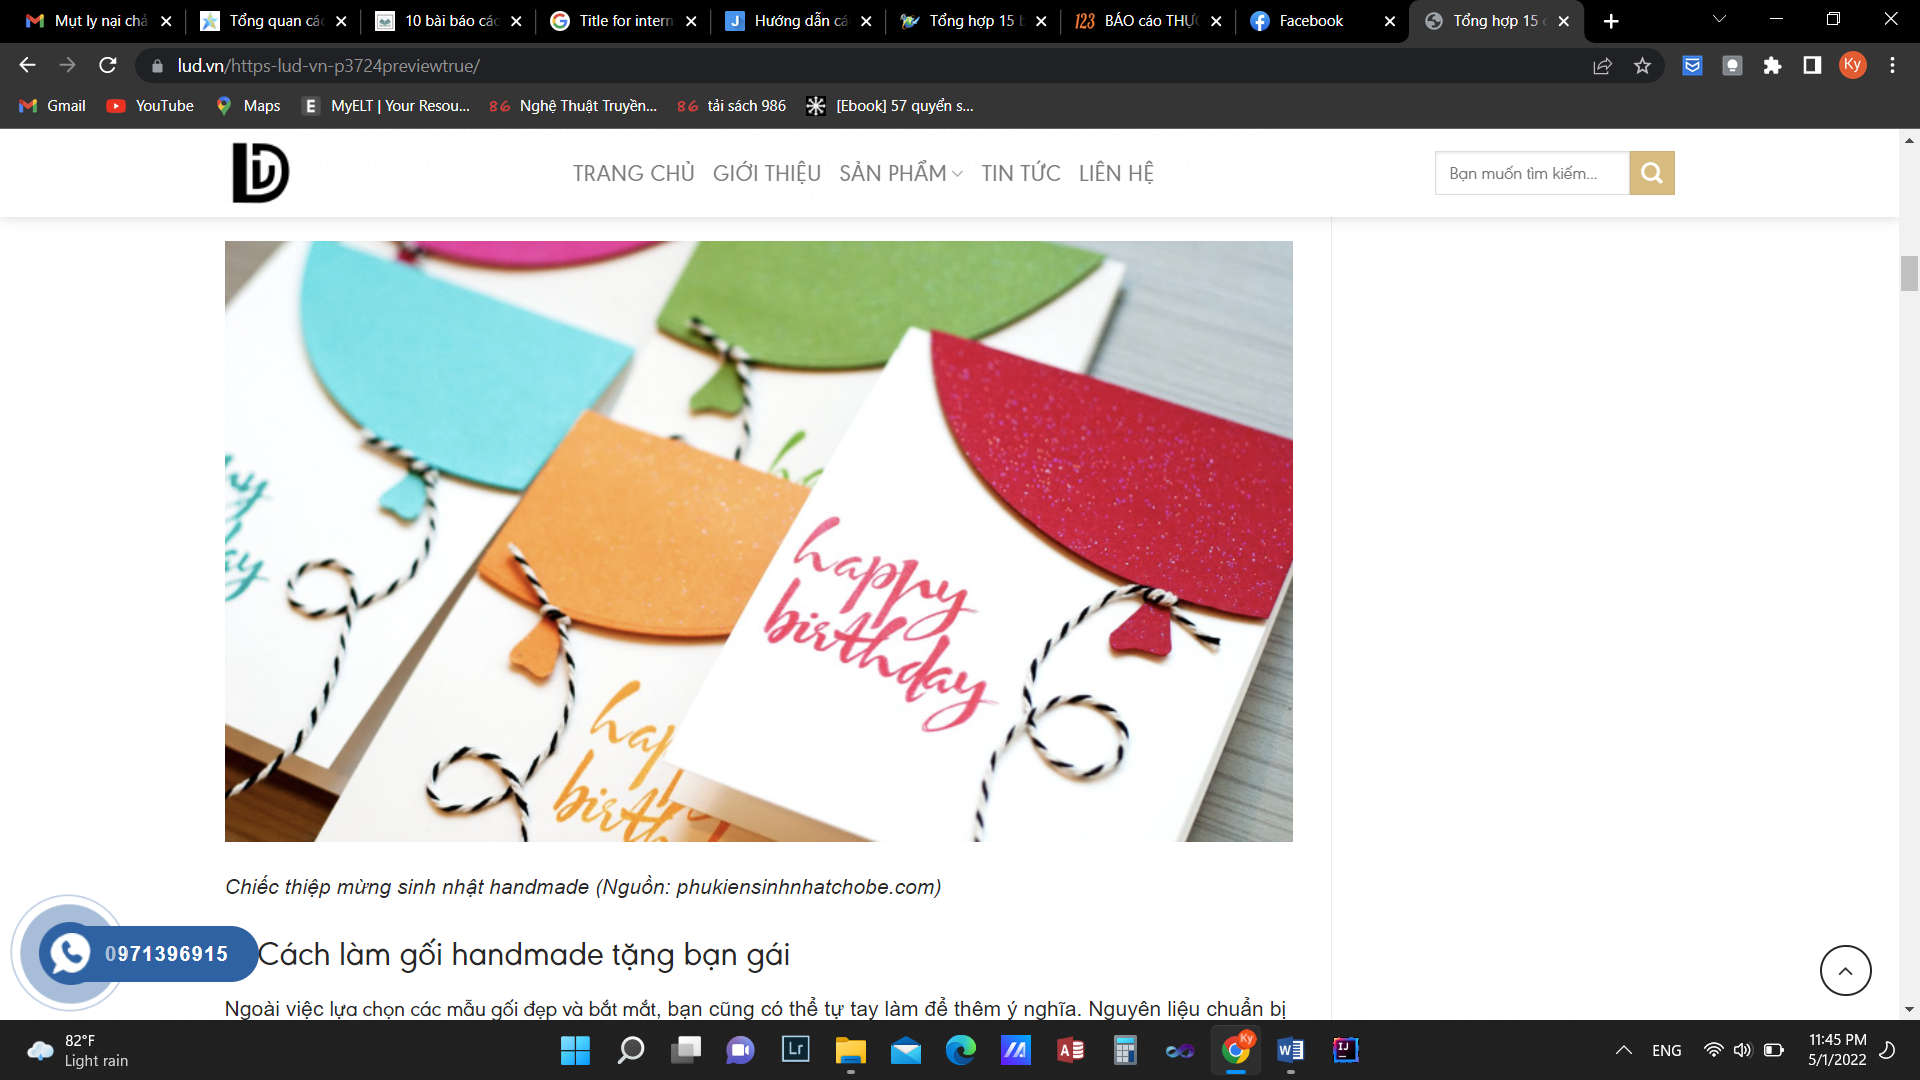 Mụt ly nại chả
Tổng quan các
10 bài báo các
Title for intern
Hướng dẫn cá
Tổng hợp 15 b
123 BÁO cáo THỰC
Facebook
Tổng hợp 15 c
lud.vn/https-lud-vn-p3724previewtrue/
Ky
Gmail
YouTube
Maps
E MyELT | Your Resou...
86 Nghệ Thuật Truyền...
86 tải sách 986
[Ebook] 57 quyển s...
TRANG CHỦ
GIỚI THIỆU
SẢN PHẨM
TIN TỨC
LIÊN HỆ
Bạn muốn tìm kiếm...
happy
birthday
Chiếc thiệp mừng sinh nhật handmade (Nguồn: phukiensinhnhatchobe.com)
0971396915
Cách làm gối handmade tặng bạn gái
Ngoài việc lựa chọn các mẫu gối đẹp và bắt mắt, bạn cũng có thể tự tay làm để thêm ý nghĩa. Nguyên liệu chuẩn bị
82°F
Light rain
Lr
Ky
ENG
11:45 PM
5/1/2022